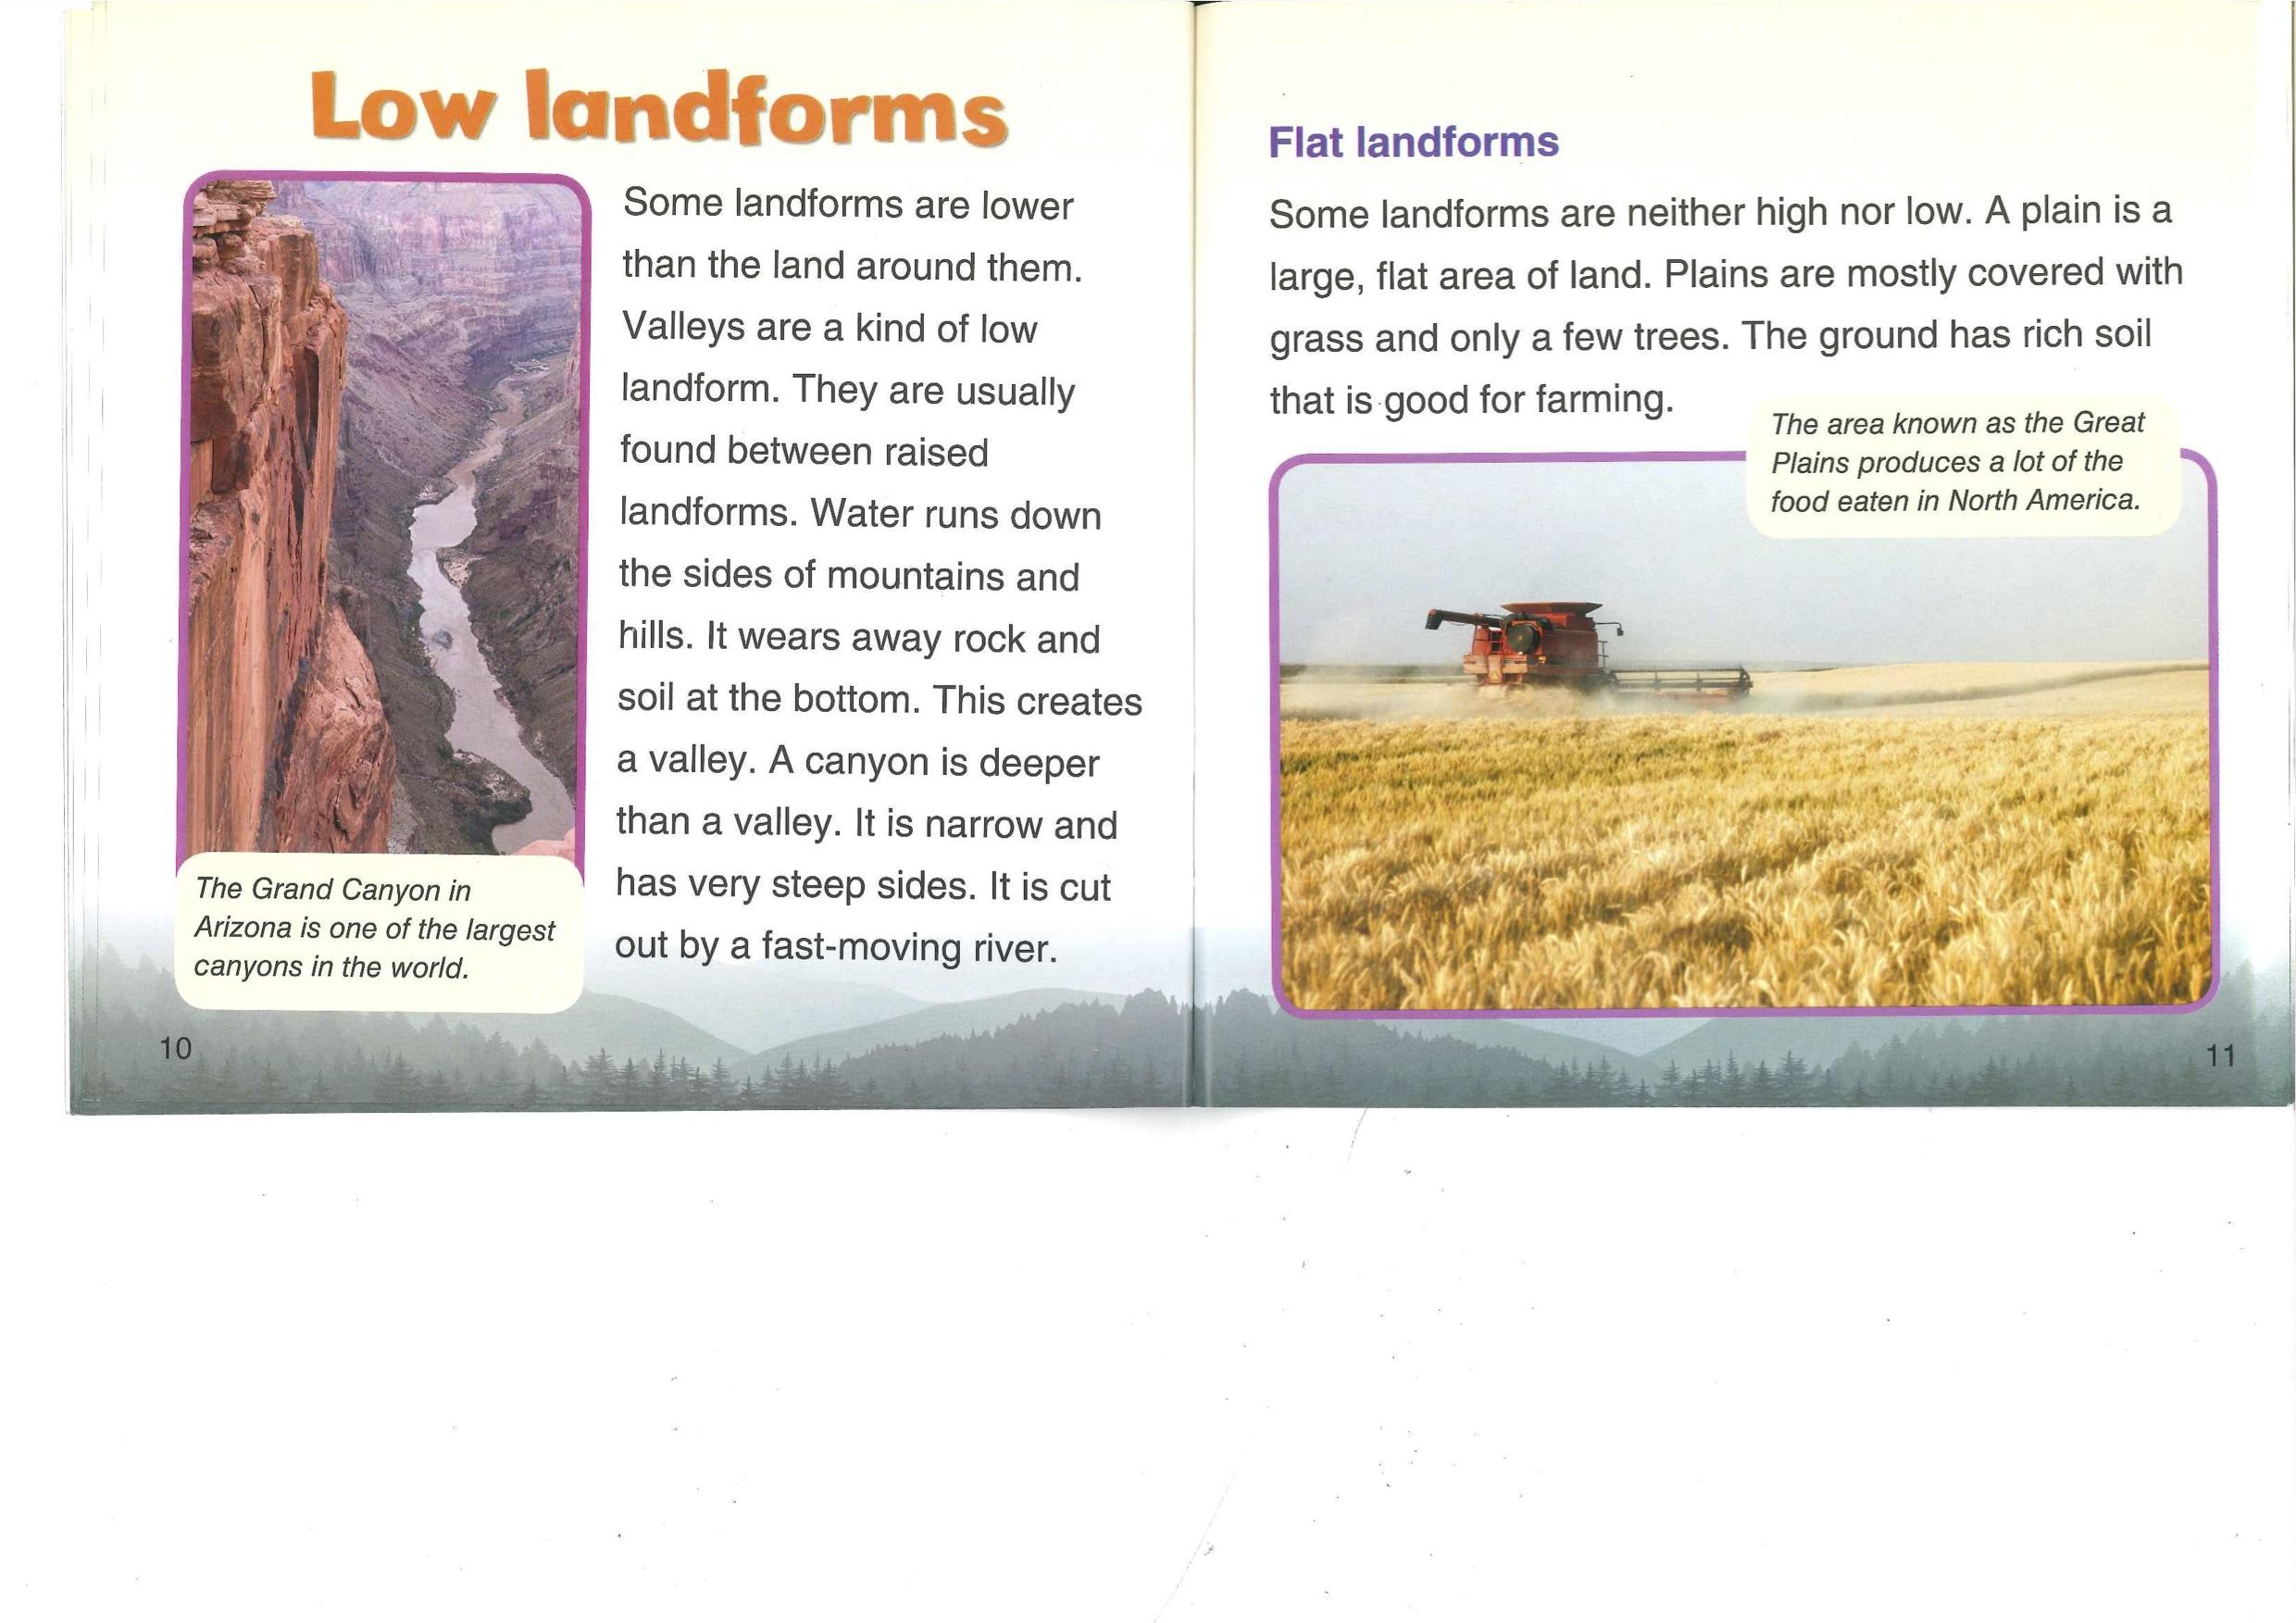 Low landforms
Some landforms are lower
than the land around them.
Valleys are a kind of low
landform. They are usually
found between raised
landforms. Water runs down
the sides of mountains and
hills. It wears away rock and
soil at the bottom. This creates
a valley. A canyon is deeper
than a valley. It is narrow and
has very steep sides. It is cut
out by a fast-moving river.
The Grand Canyon in
Arizona is one of the largest
canyons in the world.
10
Flat landforms
Some landforms are neither high nor low. A plain is a
large, flat area of land. Plains are mostly covered with
grass and only a few trees. The ground has rich soil
that is good for farming.
The area known as the Great
Plains produces a lot of the
food eaten in North America.
11